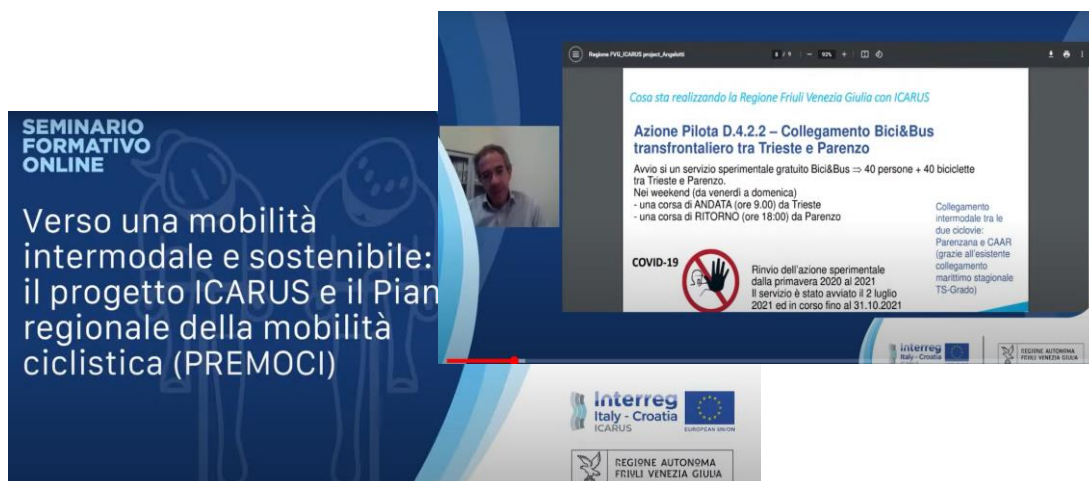 SEMINARIO
FORMATIVO
ONLINE
Verso una mobilità
intermodale e sostenibile:
il progetto ICARUS e il Pian
regionale della mobilità
ciclistica (PREMOCI)
Interreg
Italy - Croatia
ICARUS
EUROPEAN UNION
REGIONE AUTONOMA
FRIULI VENEZIA GIULIA
Regione FVG_ICARUS project_Angelotti
8 / 9
93%
Cosa sta realizzando la Regione Friuli Venezia Giulia con ICARUS
Azione Pilota D.4.2.2 – Collegamento Bici&Bus
transfrontaliero tra Trieste e Parenzo
Avvio si un servizio sperimentale gratuito Bici&Bus ⇒ 40 persone + 40 biciclette
tra Trieste e Parenzo.
Nei weekend (da venerdì a domenica)
- una corsa di ANDATA (ore 9.00) da Trieste
- una corsa di RITORNO (ore 18:00) da Parenzo
Collegamento
intermodale tra le
due ciclovie:
Parenzana e CAAR
(grazie all'esistente
collegamento
marittimo stagionale
TS-Grado)
COVID-19
Rinvio dell'azione sperimentale
dalla primavera 2020 al 2021
Il servizio è stato avviato il 2 luglio
2021 ed in corso fino al 31.10.2021
Interreg
Italy - Croatia
REGIONE AUTONOMA
FRIULI VENEZIA GIULIA